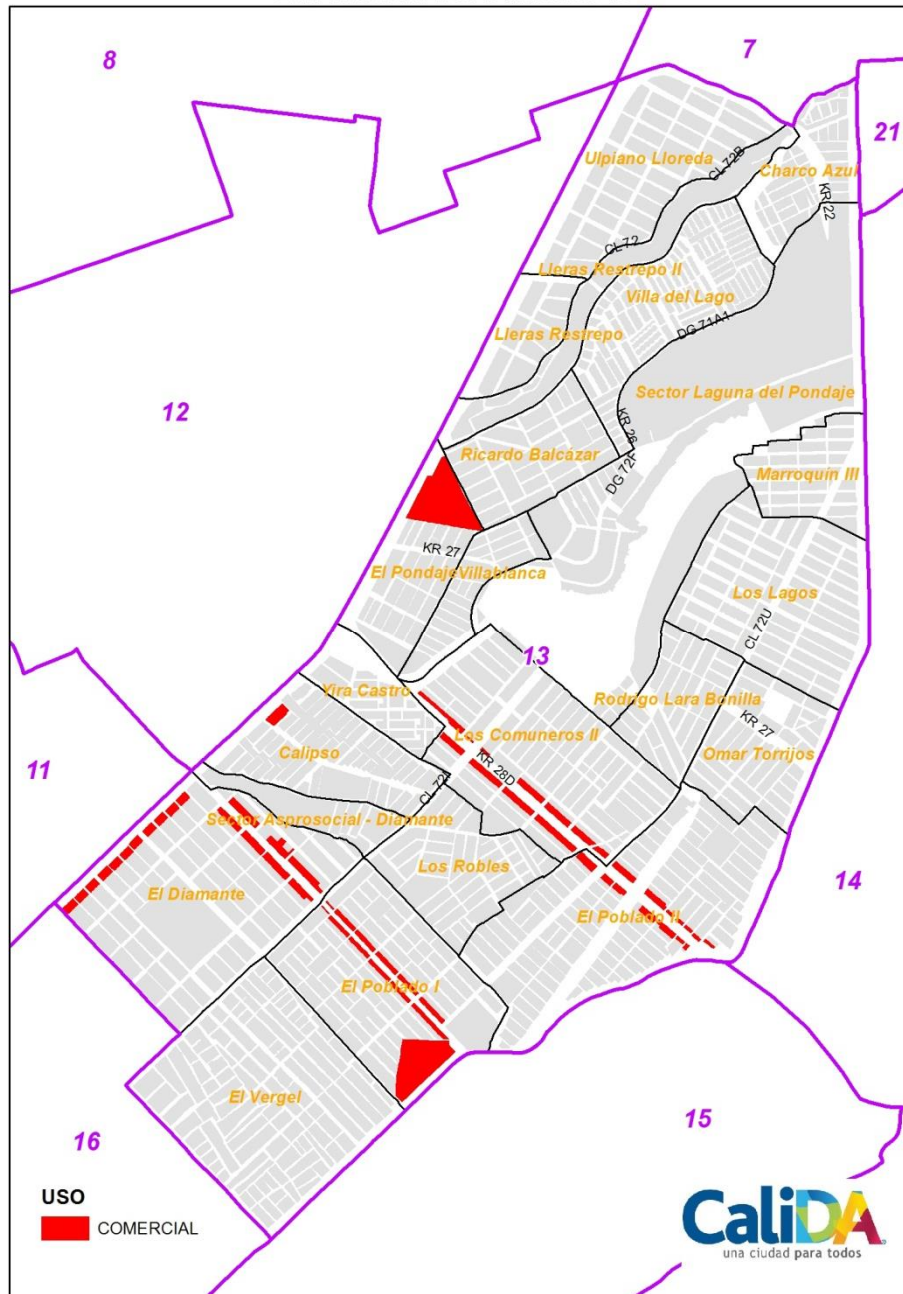 8
7
21
Ulpiano Lloreda
CL 72B
Charco Azul
KR 22
CL 72
Lleras Restrepo II
Villa del Lago
Lleras Restrepo
DG 71A1
12
Sector Laguna del Pondaje
KR 26
Ricardo Balcázar
DG 72F
Marroquín III
KR 27
El Pondaje
Villablanca
Los Lagos
CL 72U
13
Yira Castro
Rodrigo Lara Bonilla
KR 27
Los Comuneros II
Omar Torrijos
Calipso
KR 28D
11
Sector Asprosocial - Diamante
Los Robles
El Diamante
14
El Poblado II
El Poblado I
El Vergel
15
16
USO
COMERCIAL
CaliDA
una ciudad para todos